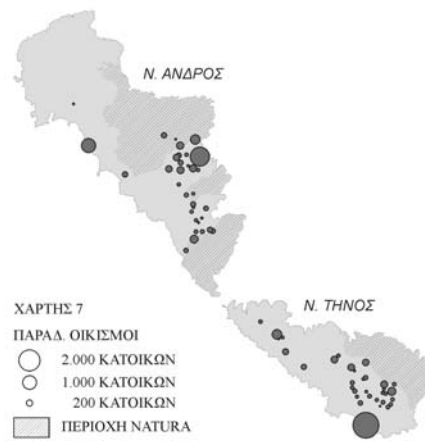 Ν. ΑΝΔΡΟΣ
Ν. ΤΗΝΟΣ
ΧΑΡΤΗΣ 7
ΠΑΡΑΔ. ΟΙΚΙΣΜΟΙ
2.000 ΚΑΤΟΙΚΩΝ
1.000 ΚΑΤΟΙΚΩΝ
200 ΚΑΤΟΙΚΩΝ
ΠΕΡΙΟΧΗ NATURA